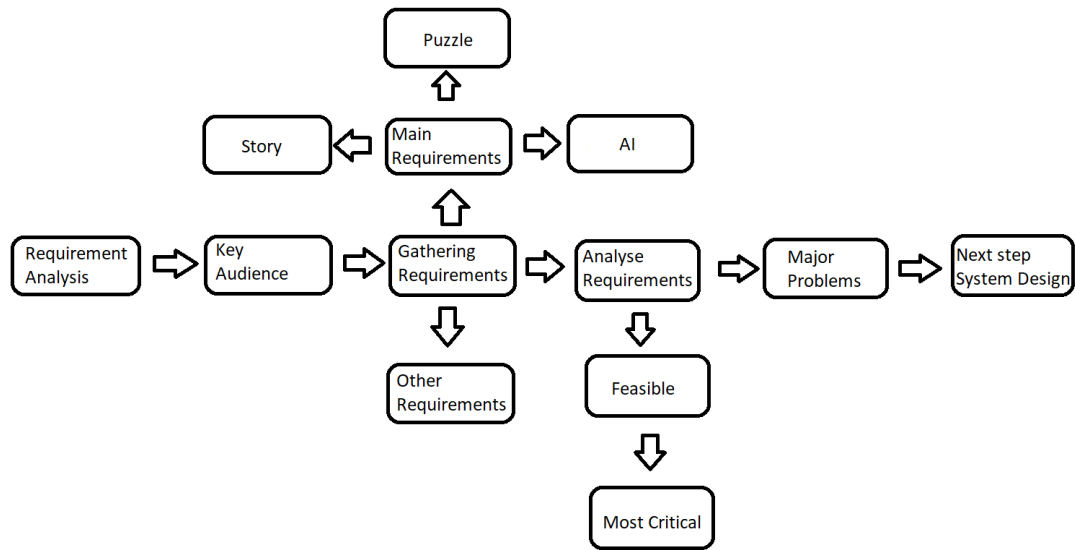 Puzzle
Story
Main
Requirements
AI
Requirement
Analysis
Key
Audience
Gathering
Requirements
Analyse
Requirements
Major
Problems
Next step
System Design
Other
Requirements
Feasible
Most Critical